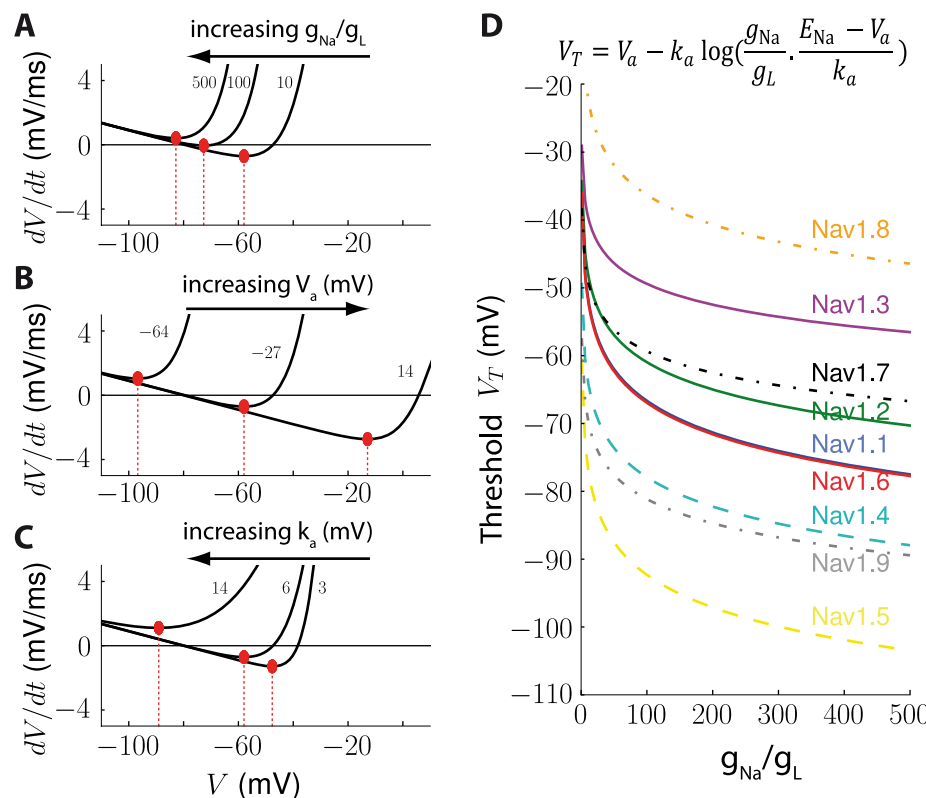 A
increasing g_Na/g_L
500 100 10
4
0
−4
dV/dt (mV/ms)
−100 −60 −20
B
increasing V_a (mV)
−64
−27
14
4
0
−4
dV/dt (mV/ms)
−100 −60 −20
C
increasing k_a (mV)
14 6 3
4
0
−4
dV/dt (mV/ms)
−100 −60 −20
V (mV)
D
V_T = V_a − k_a log(g_Na/g_L . E_Na − V_a/k_a)
−20
−30
−40
−50
−60
−70
−80
−90
−100
−110
Threshold V_T (mV)
Nav1.8
Nav1.3
Nav1.7
Nav1.2
Nav1.1
Nav1.6
Nav1.4
Nav1.9
Nav1.5
0 100 200 300 400 500
g_Na/g_L